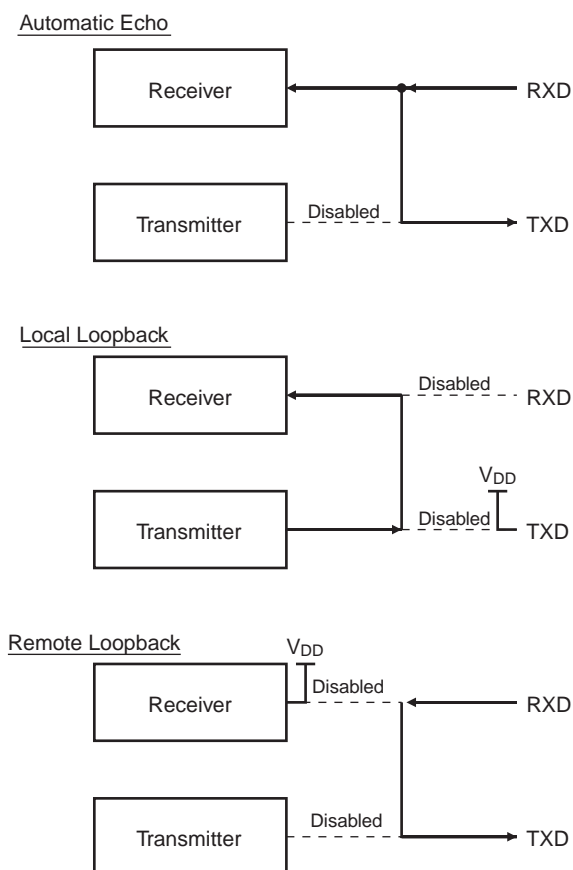 Automatic Echo
Receiver
RXD
Transmitter
Disabled
TXD
Local Loopback
Receiver
Disabled
RXD
VDD
Transmitter
Disabled
TXD
Remote Loopback
VDD
Receiver
Disabled
RXD
Transmitter
Disabled
TXD